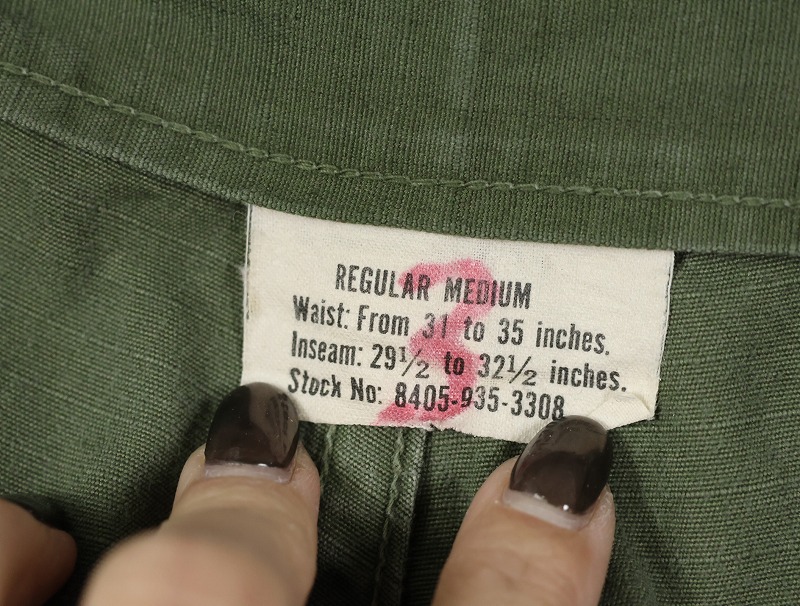 REGULAR MEDIUM
Waist: From 31 to 35 inches.
Inseam: 29½ to 32½ inches.
Stock No: 8405-935-3308
3